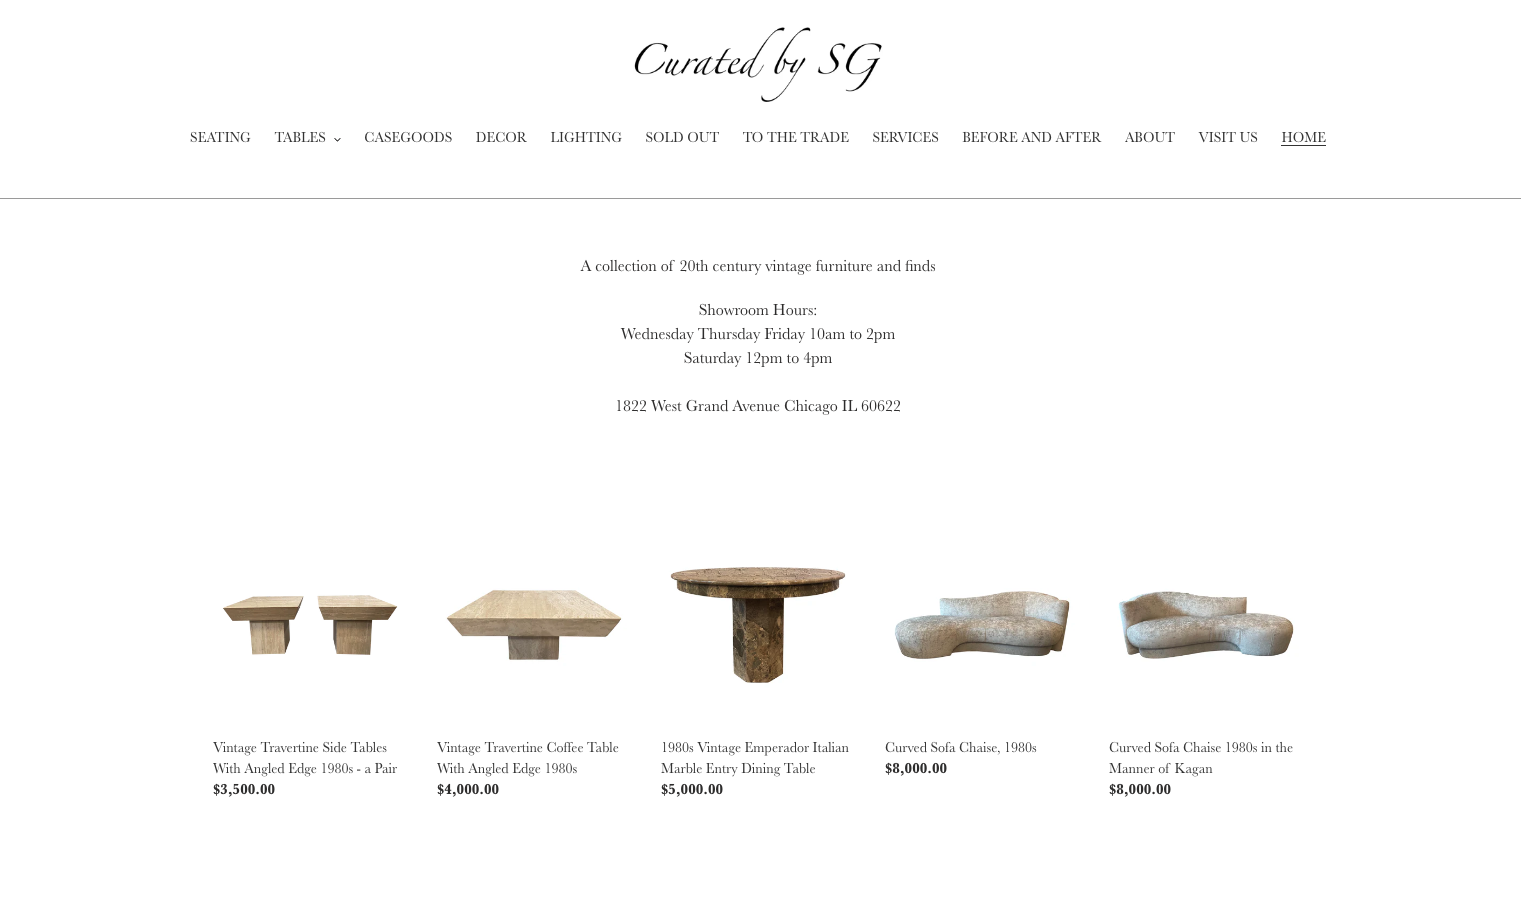 Curated by SG
SEATING TABLES CASEGOODS DECOR LIGHTING SOLD OUT TO THE TRADE SERVICES BEFORE AND AFTER ABOUT VISIT US HOME
A collection of 20th century vintage furniture and finds
Showroom Hours:
Wednesday Thursday Friday 10am to 2pm
Saturday 12pm to 4pm
1822 West Grand Avenue Chicago IL 60622
Vintage Travertine Side Tables
With Angled Edge 1980s - a Pair
$3,500.00
Vintage Travertine Coffee Table
With Angled Edge 1980s
$4,000.00
1980s Vintage Emperador Italian
Marble Entry Dining Table
$5,000.00
Curved Sofa Chaise, 1980s
$8,000.00
Curved Sofa Chaise 1980s in the
Manner of Kagan
$8,000.00